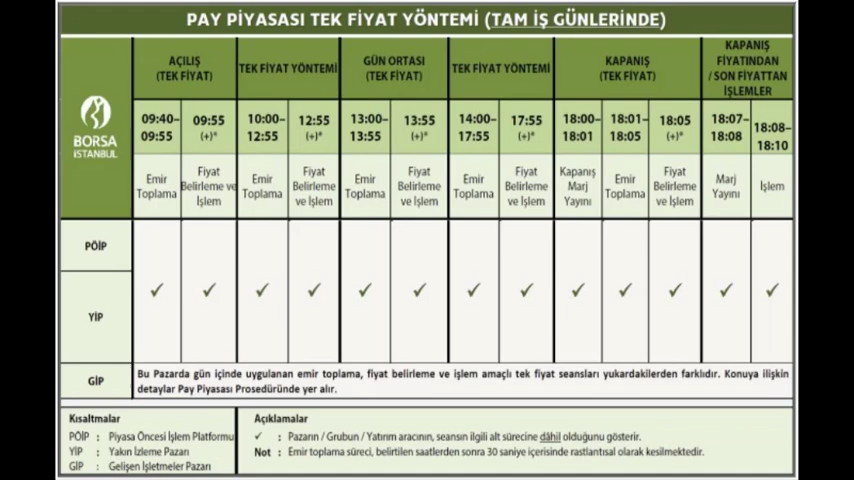 PAY PİYASASI TEK FİYAT YÖNTEMİ (TAM İŞ GÜNLERİNDE)
BORSA
İSTANBUL
AÇILIŞ
(TEK FİYAT)
TEK FİYAT YÖNTEMİ
GÜN ORTASI
(TEK FİYAT)
TEK FİYAT YÖNTEMİ
KAPANIŞ
(TEK FİYAT)
KAPANIŞ
FİYATINDAN
/ SON FİYATTAN
İŞLEMLER
09:40–
09:55
09:55
(+)*
10:00–
12:55
12:55
(+)*
13:00–
13:55
13:55
(+)*
14:00–
17:55
17:55
(+)*
18:00–
18:01
18:01–
18:05
18:05
(+)*
18:07–
18:08
18:08–
18:10
Emir
Toplama
Fiyat
Belirleme ve
İşlem
Emir
Toplama
Fiyat
Belirleme
ve İşlem
Emir
Toplama
Fiyat
Belirleme
ve İşlem
Emir
Toplama
Fiyat
Belirleme
ve İşlem
Kapanış
Marj
Yayını
Emir
Toplama
Fiyat
Belirleme
ve İşlem
Marj
Yayını
İşlem
PÖİP
YİP
✓ ✓ ✓ ✓ ✓ ✓ ✓ ✓ ✓ ✓ ✓ ✓ ✓
GİP
Bu Pazarda gün içinde uygulanan emir toplama, fiyat belirleme ve işlem amaçlı tek fiyat seansları yukardakilerden farklıdır. Konuya ilişkin
detaylar Pay Piyasası Prosedüründe yer alır.
Kısaltmalar
PÖİP : Piyasa Öncesi İşlem Platformu
YİP : Yakın İzleme Pazarı
GİP : Gelişen İşletmeler Pazarı
Açıklamalar
✓ : Pazarın / Grubun / Yatırım aracının, seansın ilgili alt sürecine dâhil olduğunu gösterir.
Not : Emir toplama süreci, belirtilen saatlerden sonra 30 saniye içerisinde rastlantısal olarak kesilmektedir.